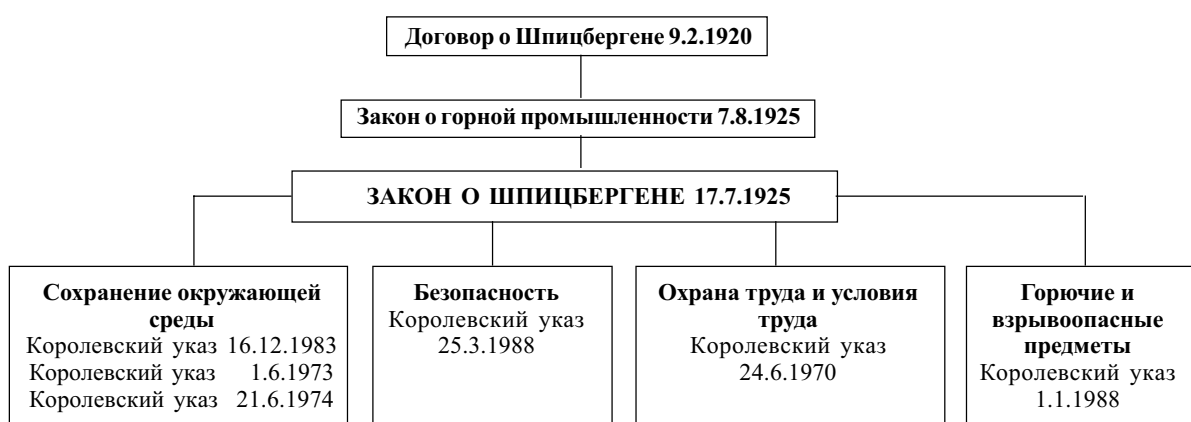 Договор о Шпицбергене 9.2.1920
Закон о горной промышленности 7.8.1925
ЗАКОН О ШПИЦБЕРГЕНЕ 17.7.1925
Сохранение окружающей
среды
Королевский указ 16.12.1983
Королевский указ 1.6.1973
Королевский указ 21.6.1974
Безопасность
Королевский указ
25.3.1988
Охрана труда и условия
труда
Королевский указ
24.6.1970
Горючие и
взрывоопасные
предметы
Королевский указ
1.1.1988